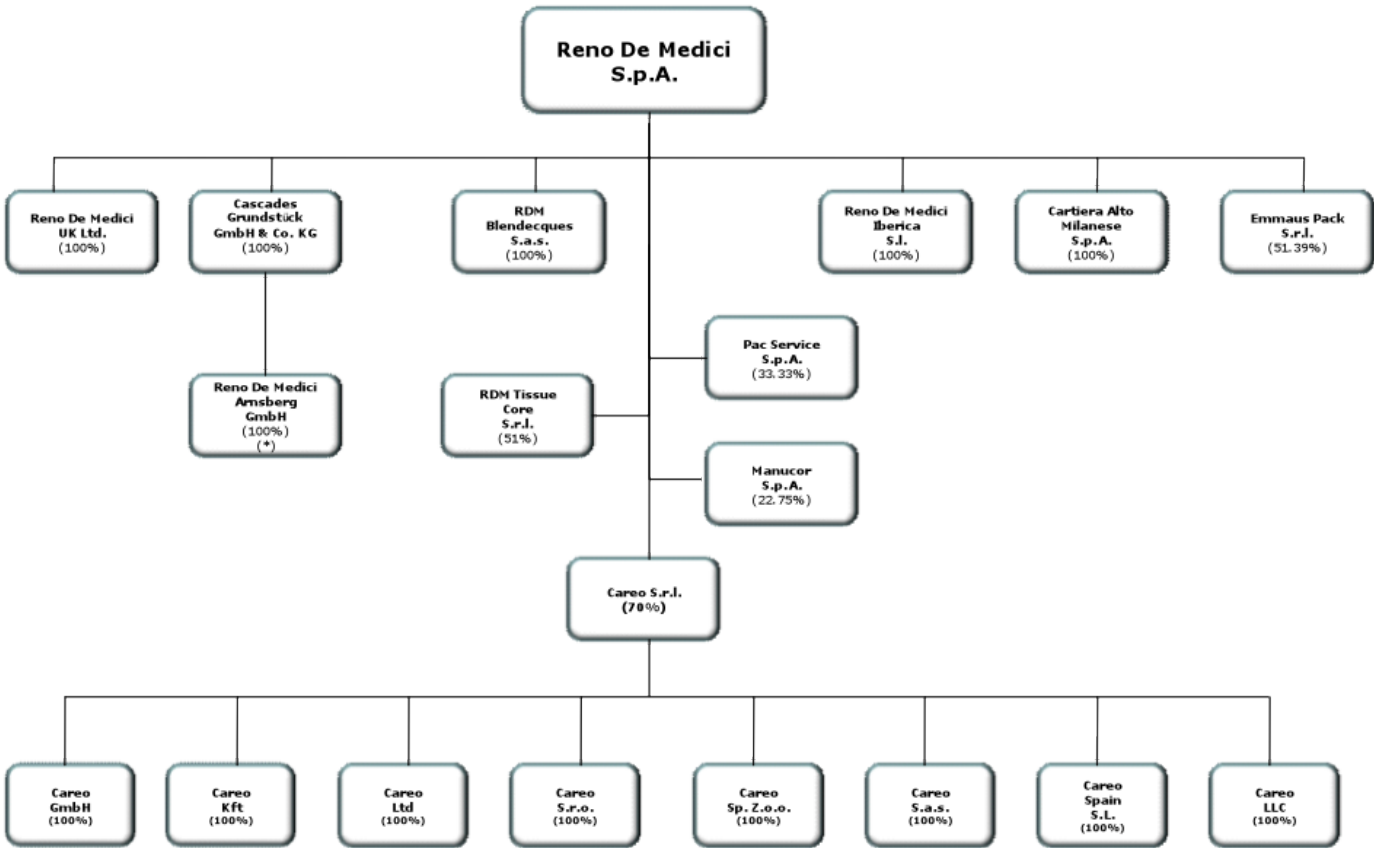 Reno De Medici
S.p.A.
Reno De Medici
UK Ltd.
(100%)
Cascades
Grundstück
GmbH & Co. KG
(100%)
RDM
Blendecques
S.a.s.
(100%)
Reno De Medici
Iberica
S.l.
(100%)
Cartiera Alto
Milanese
S.p.A.
(100%)
Emmaus Pack
S.r.l.
(51.39%)
Pac Service
S.p.A.
(33.33%)
Reno De Medici
Arnsberg
GmbH
(100%)
(*)
RDM Tissue
Core
S.r.l.
(51%)
Manucor
S.p.A.
(22.75%)
Careo S.r.l.
(70%)
Careo
GmbH
(100%)
Careo
Kft
(100%)
Careo
Ltd
(100%)
Careo
S.r.o.
(100%)
Careo
Sp. Z.o.o.
(100%)
Careo
S.a.s.
(100%)
Careo
Spain
S.L.
(100%)
Careo
LLC
(100%)